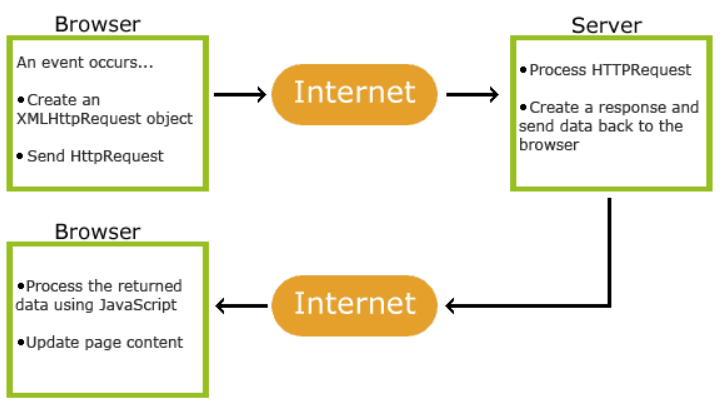 Browser
An event occurs...
•Create an
XMLHttpRequest object
• Send HttpRequest
Internet
Server
•Process HTTPRequest
•Create a response and
send data back to the
browser
Browser
•Process the returned
data using JavaScript
•Update page content
Internet